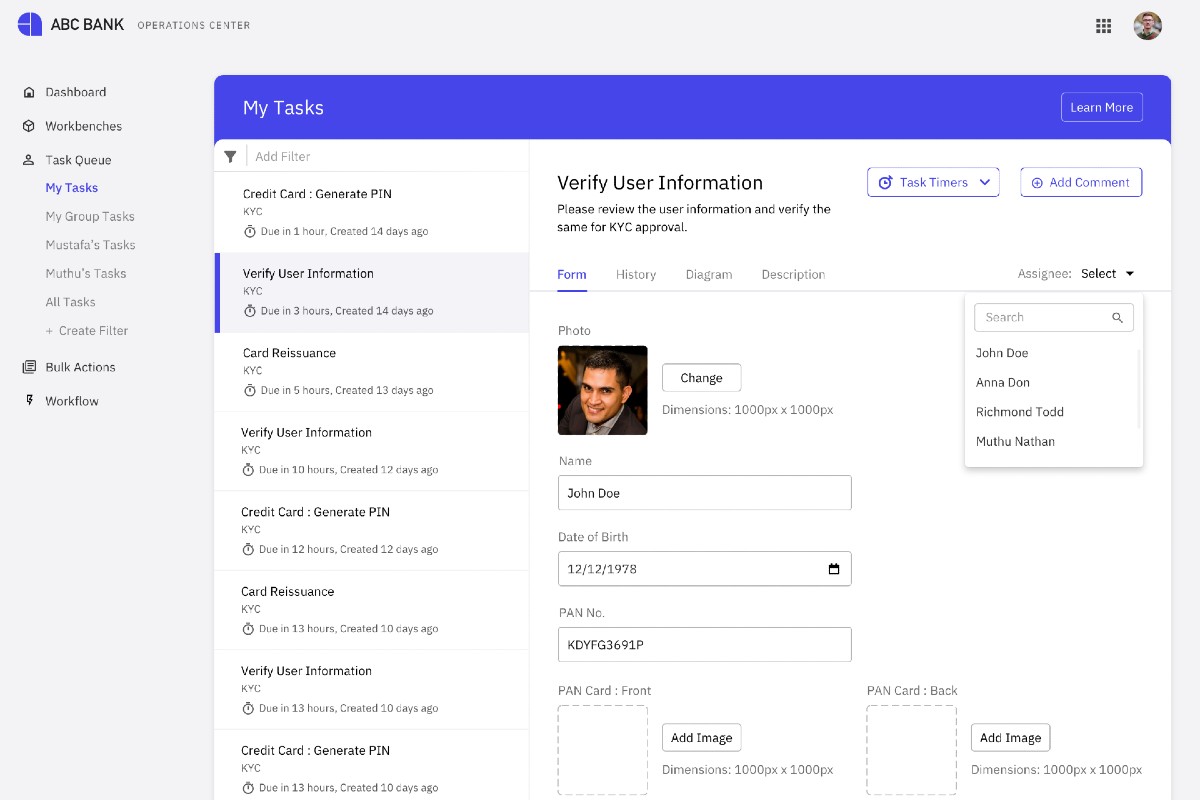 ABC BANK OPERATIONS CENTER
Dashboard
Workbenches
Task Queue
My Tasks
My Group Tasks
Mustafa's Tasks
Muthu's Tasks
All Tasks
+ Create Filter
Bulk Actions
Workflow
My Tasks
Learn More
Add Filter
Credit Card : Generate PIN
KYC
Due in 1 hour, Created 14 days ago
Verify User Information
KYC
Due in 3 hours, Created 14 days ago
Card Reissuance
KYC
Due in 5 hours, Created 13 days ago
Verify User Information
KYC
Due in 10 hours, Created 12 days ago
Credit Card : Generate PIN
KYC
Due in 12 hours, Created 12 days ago
Card Reissuance
KYC
Due in 13 hours, Created 10 days ago
Verify User Information
KYC
Due in 13 hours, Created 10 days ago
Credit Card : Generate PIN
KYC
Due in 13 hours, Created 10 days ago
Verify User Information
Task Timers
Add Comment
Please review the user information and verify the
same for KYC approval.
Form History Diagram Description
Assignee: Select
Search
John Doe
Anna Don
Richmond Todd
Muthu Nathan
Photo
Change
Dimensions: 1000px x 1000px
Name
John Doe
Date of Birth
12/12/1978
PAN No.
KDYFG3691P
PAN Card : Front
Add Image
Dimensions: 1000px x 1000px
PAN Card : Back
Add Image
Dimensions: 1000px x 1000px